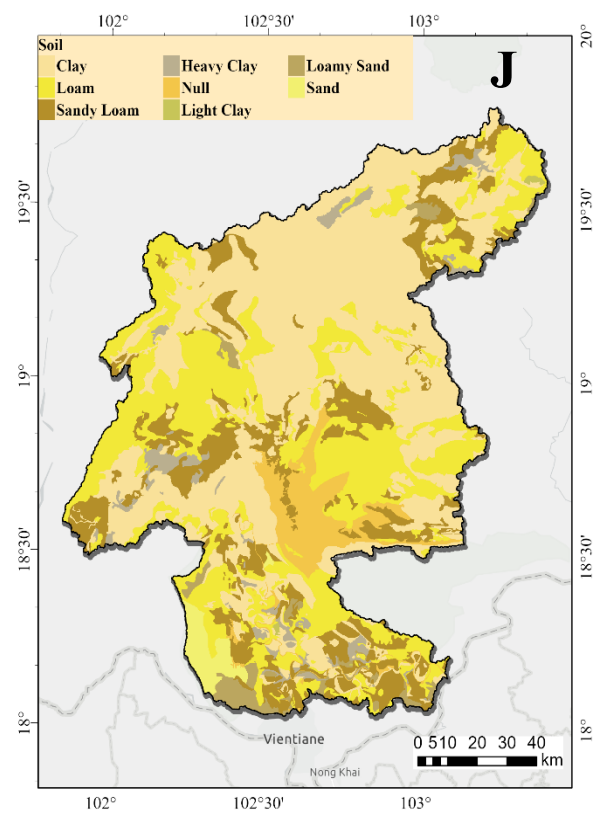 102° 102°30' 103°
20°
Soil
Clay Heavy Clay Loamy Sand
Loam Null Sand
Sandy Loam Light Clay
J
19°30' 19°30'
19° 19°
18°30' 18°30'
18° 18°
Vientiane
Nong Khai
0 5 10 20 30 40
km
102° 102°30' 103°